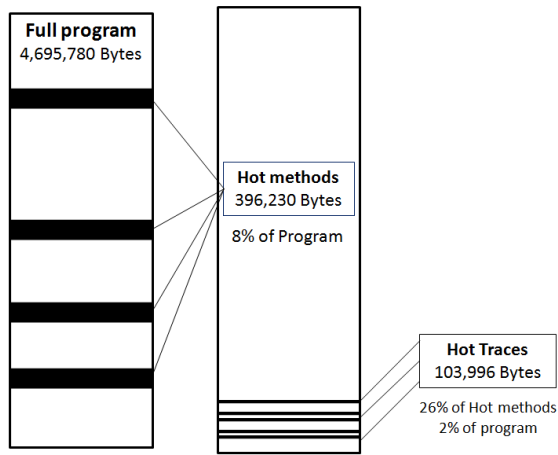 Full program
4,695,780 Bytes
Hot methods
396,230 Bytes
8% of Program
Hot Traces
103,996 Bytes
26% of Hot methods
2% of program